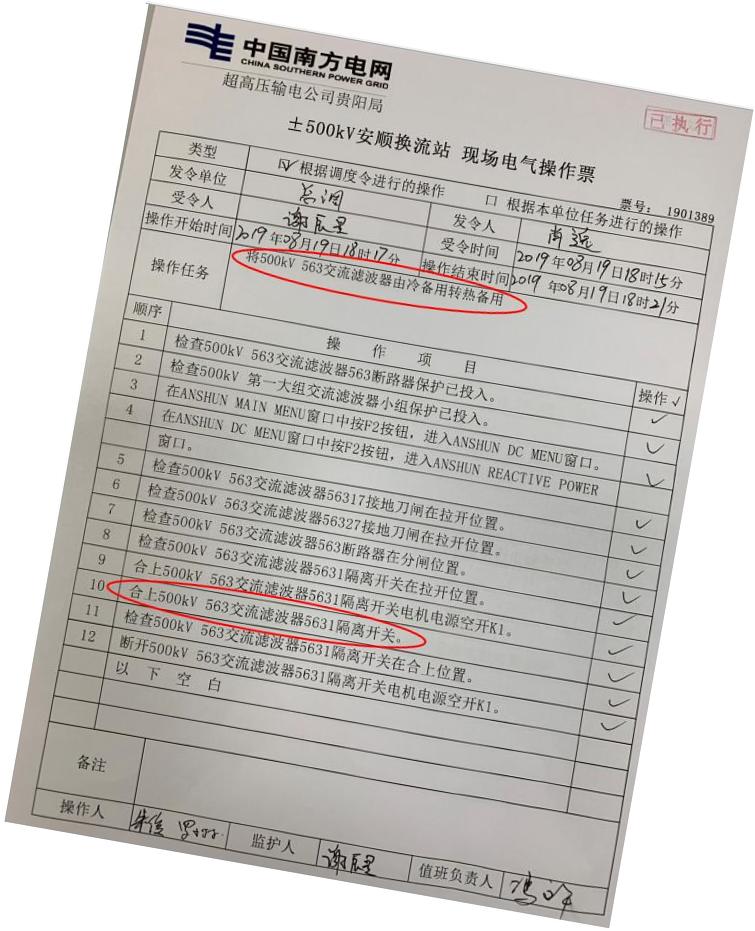 中国南方电网
CHINA SOUTHERN POWER GRID
超高压输电公司贵阳局
已执行
±500kV安顺换流站 现场电气操作票
票号： 1901389
类型 ☑ 根据调度令进行的操作 □ 根据本单位任务进行的操作
发令单位 总调 发令人
受令人 谢辰昱 受令时间 2019年08月19日18时15分
操作开始时间 2019年08月19日18时17分 操作结束时间 2019年08月19日18时21分
操作任务 将500kV 563交流滤波器由冷备用转热备用
顺序 操 作 项 目 操作√
1 检查500kV 563交流滤波器563断路器保护已投入。 ✓
2 检查500kV 第一大组交流滤波器小组保护已投入。 ✓
3 在ANSHUN MAIN MENU窗口中按F2按钮，进入ANSHUN DC MENU窗口。 ✓
4 在ANSHUN DC MENU窗口中按F2按钮，进入ANSHUN REACTIVE POWER
窗口。 ✓
5 检查500kV 563交流滤波器56317接地刀闸在拉开位置。 ✓
6 检查500kV 563交流滤波器56327接地刀闸在拉开位置。 ✓
7 检查500kV 563交流滤波器563断路器在分闸位置。 ✓
8 检查500kV 563交流滤波器5631隔离开关在拉开位置。 ✓
9 合上500kV 563交流滤波器5631隔离开关电机电源空开K1。 ✓
10 合上500kV 563交流滤波器5631隔离开关。 ✓
11 检查500kV 563交流滤波器5631隔离开关在合上位置。 ✓
12 断开500kV 563交流滤波器5631隔离开关电机电源空开K1。 ✓
以 下 空 白
备注
操作人 朱俊 监护人 谢辰昱 值班负责人